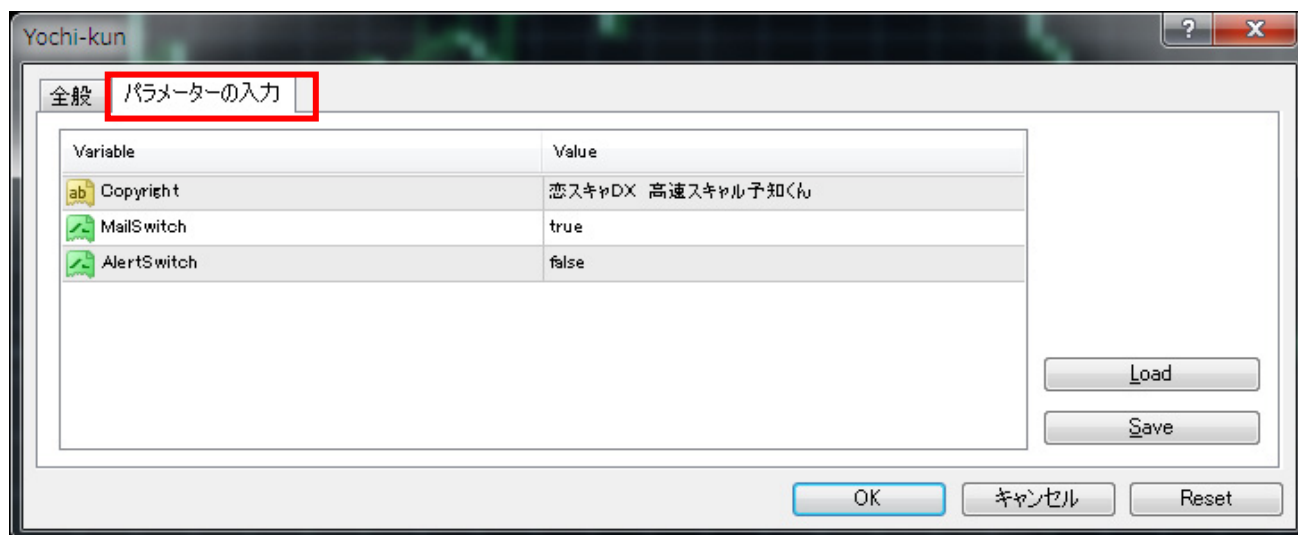 Yochi-kun
全般 パラメーターの入力
Variable Value
ab Copyright 恋スキャDX 高速スキャル予知くん
MailSwitch true
AlertSwitch false
Load
Save
OK キャンセル Reset